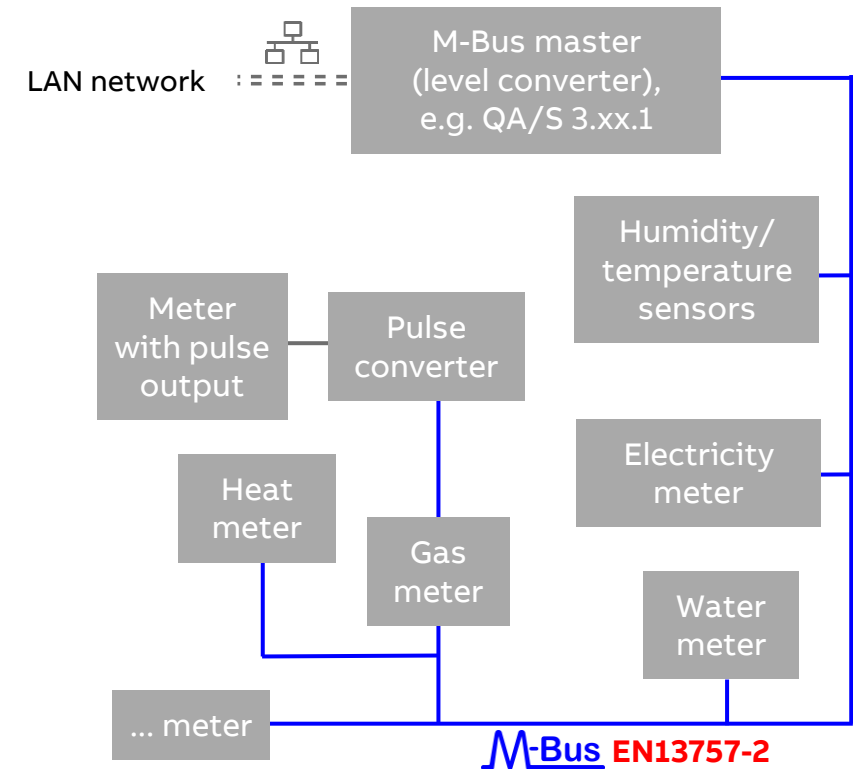 M-Bus master
(level converter),
e.g. QA/S 3.xx.1
LAN network
Humidity/
temperature
sensors
Meter
with pulse
output
Pulse
converter
Electricity
meter
Heat
meter
Gas
meter
Water
meter
... meter
M-Bus EN13757-2